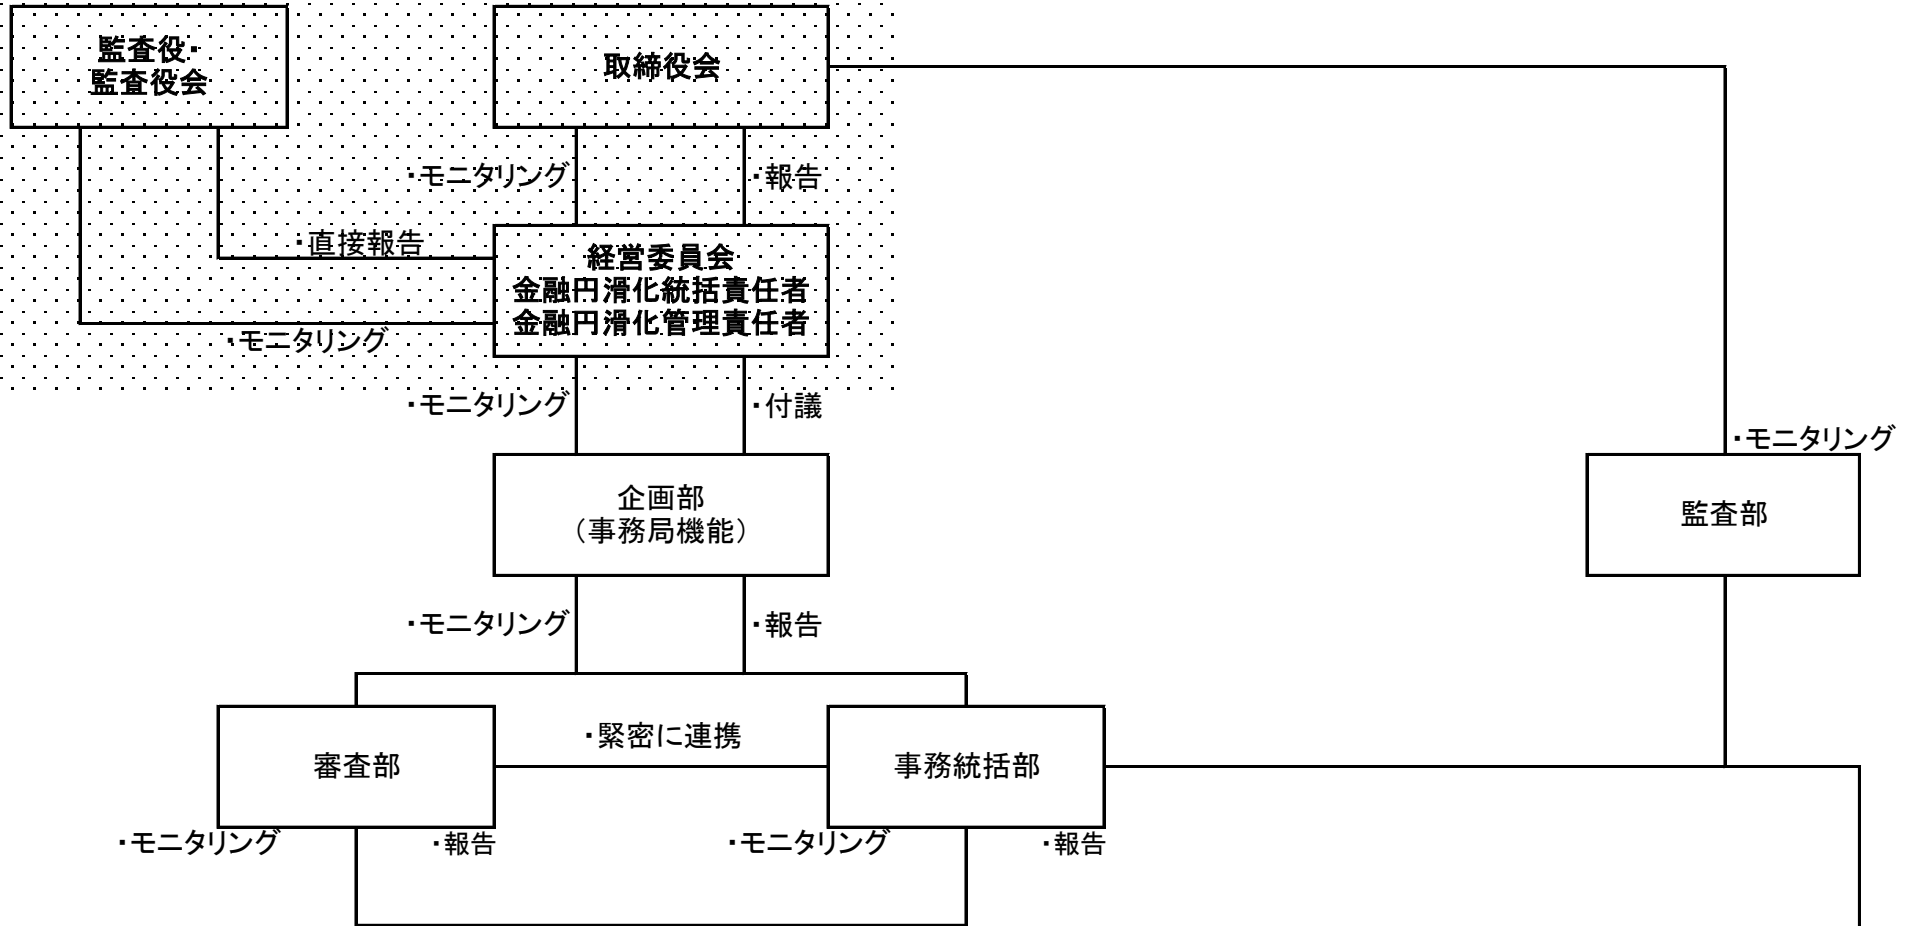 監査役・
監査役会
取締役会
・モニタリング
・報告
・直接報告
経営委員会
金融円滑化統括責任者
金融円滑化管理責任者
・モニタリング
・モニタリング
・付議
・モニタリング
企画部
（事務局機能）
監査部
・モニタリング
・報告
・緊密に連携
審査部
事務統括部
・モニタリング
・報告
・モニタリング
・報告